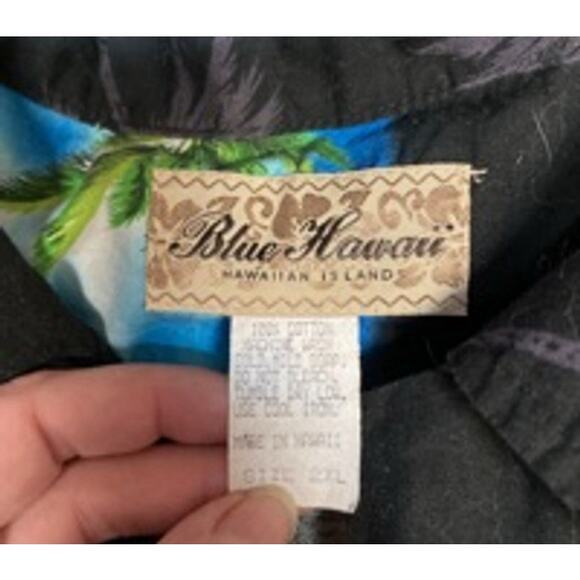 Blue Hawaii
HAWAIIAN ISLANDS
100% COTTON
MACHINE WASH
COLD MILD SOAP,
DO NOT BLEACH,
TUMBLE DRY LOW,
USE COOL IRON
MADE IN HAWAII
SIZE 2XL